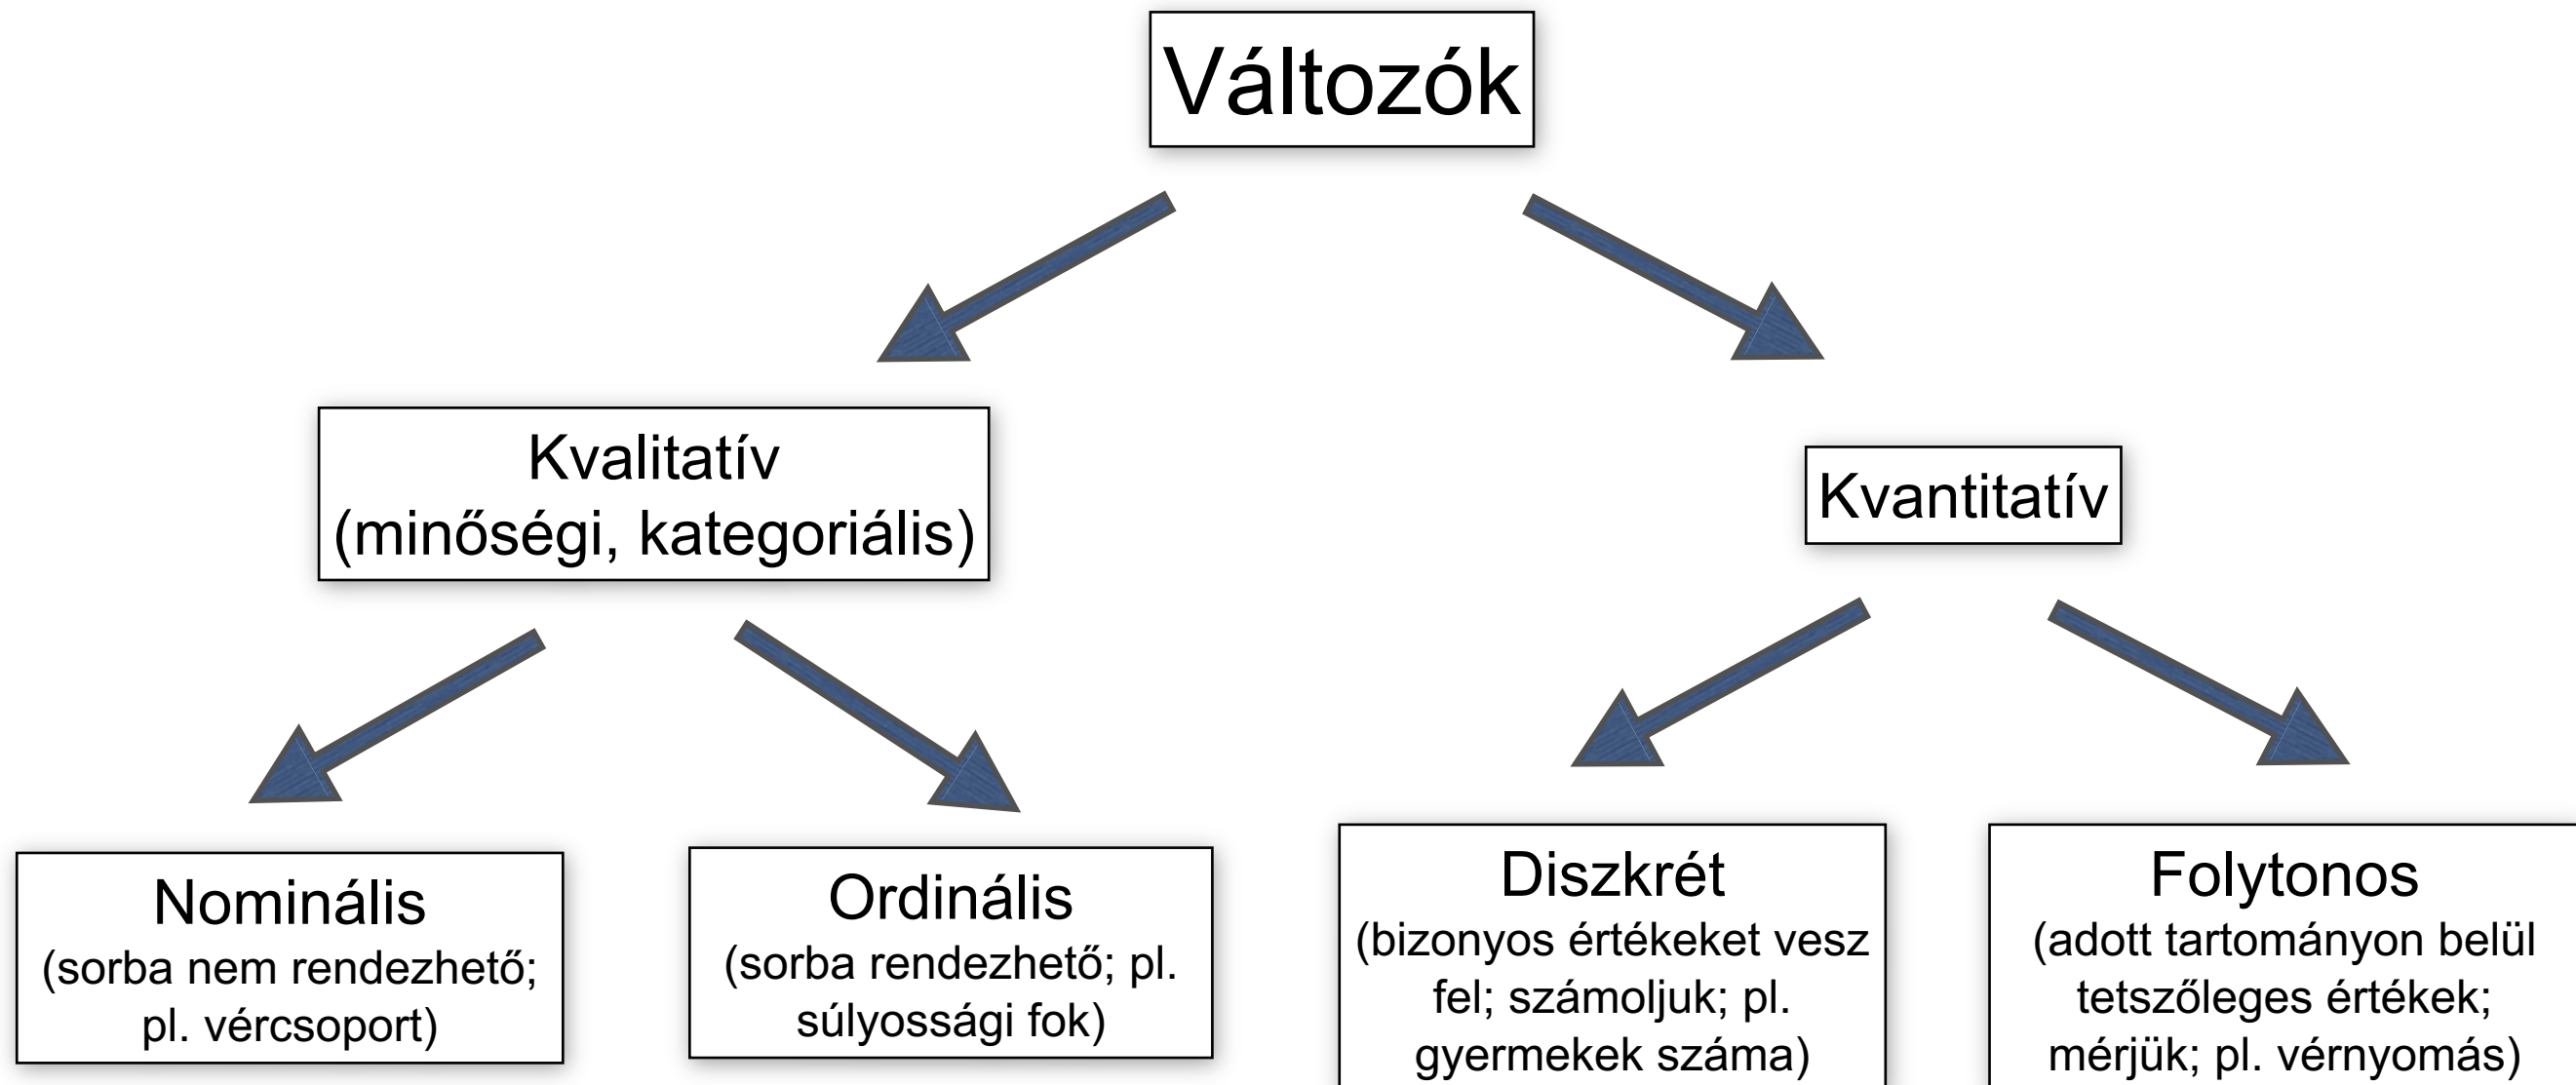 Változók
Kvalitatív
(minőségi, kategoriális)
Kvantitatív
Nominális
(sorba nem rendezhető;
pl. vércsoport)
Ordinális
(sorba rendezhető; pl.
súlyossági fok)
Diszkrét
(bizonyos értékeket vesz
fel; számoljuk; pl.
gyermekek száma)
Folytonos
(adott tartományon belül
tetszőleges értékek;
mérjük; pl. vérnyomás)